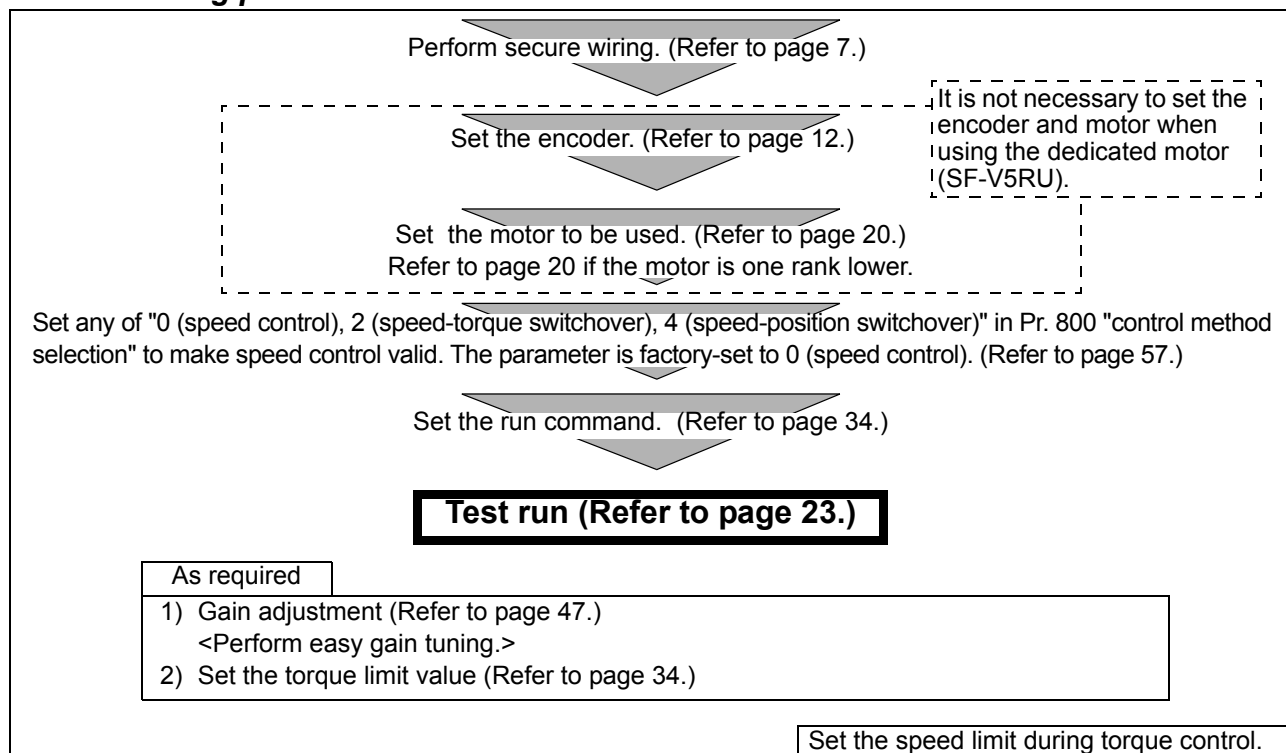 Perform secure wiring. (Refer to page 7.)
It is not necessary to set the
encoder and motor when
using the dedicated motor
(SF-V5RU).
Set the encoder. (Refer to page 12.)
Set the motor to be used. (Refer to page 20.)
Refer to page 20 if the motor is one rank lower.
Set any of "0 (speed control), 2 (speed-torque switchover), 4 (speed-position switchover)" in Pr. 800 "control method
selection" to make speed control valid. The parameter is factory-set to 0 (speed control). (Refer to page 57.)
Set the run command. (Refer to page 34.)
Test run (Refer to page 23.)
As required
1) Gain adjustment (Refer to page 47.)
<Perform easy gain tuning.>
2) Set the torque limit value (Refer to page 34.)
Set the speed limit during torque control.